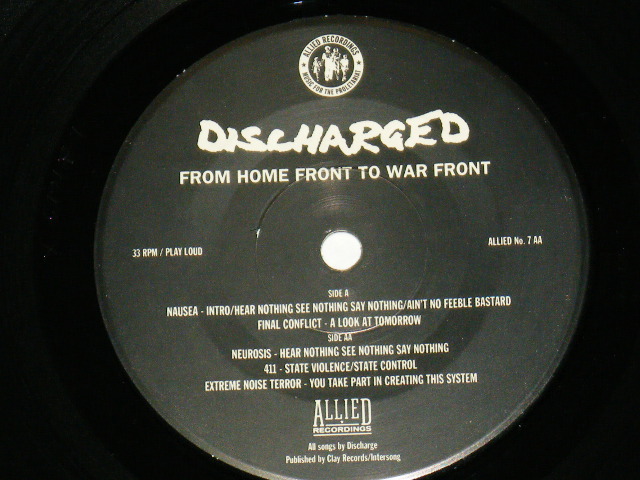 ALLIED RECORDINGS
MUSIC FOR THE PROLETARIAT
DISCHARGED
FROM HOME FRONT TO WAR FRONT
33 RPM / PLAY LOUD
ALLIED No. 7 AA
SIDE A
NAUSEA - INTRO/HEAR NOTHING SEE NOTHING SAY NOTHING/AIN'T NO FEEBLE BASTARD
FINAL CONFLICT - A LOOK AT TOMORROW
SIDE AA
NEUROSIS - HEAR NOTHING SEE NOTHING SAY NOTHING
411 - STATE VIOLENCE/STATE CONTROL
EXTREME NOISE TERROR - YOU TAKE PART IN CREATING THIS SYSTEM
ALLIED
RECORDINGS
All songs by Discharge
Published by Clay Records/Intersong